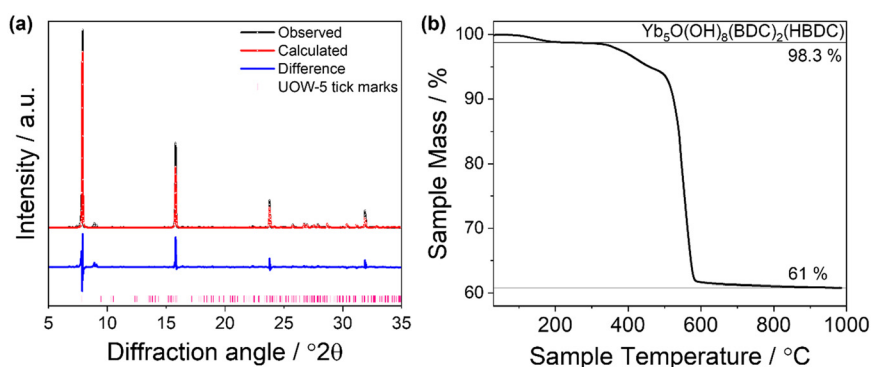 (a)
Observed
Calculated
Difference
UOW-5 tick marks
Intensity / a.u.
5 10 15 20 25 30 35
Diffraction angle / °2θ
(b)
Yb₅O(OH)₈(BDC)₂(HBDC)
98.3 %
61 %
Sample Mass / %
100
90
80
70
60
200 400 600 800 1000
Sample Temperature / °C